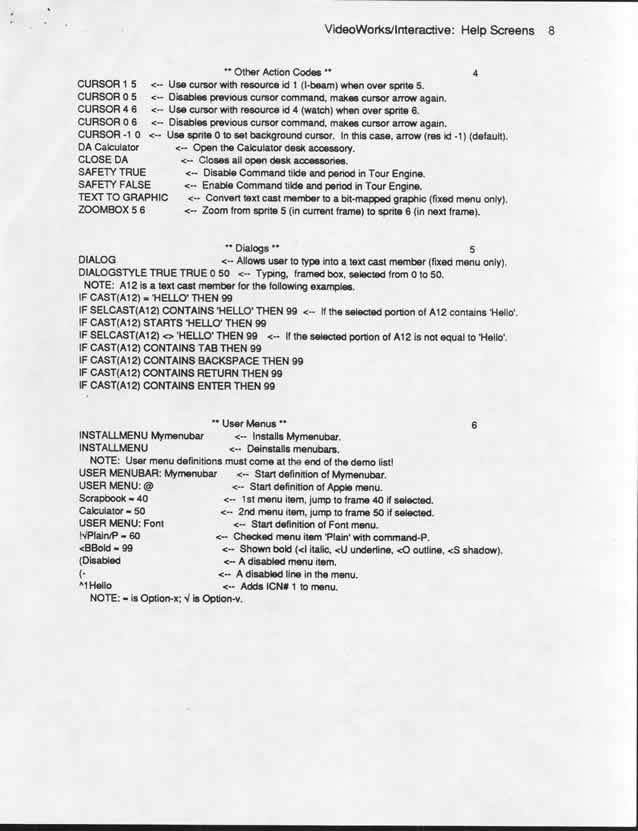 VideoWorks/Interactive: Help Screens 8
** Other Action Codes ** 4
CURSOR 1 5 <-- Use cursor with resource id 1 (I-beam) when over sprite 5.
CURSOR 0 5 <-- Disables previous cursor command, makes cursor arrow again.
CURSOR 4 6 <-- Use cursor with resource id 4 (watch) when over sprite 6.
CURSOR 0 6 <-- Disables previous cursor command, makes cursor arrow again.
CURSOR -1 0 <-- Use sprite 0 to set background cursor. In this case, arrow (res id -1) (default).
DA Calculator <-- Open the Calculator desk accessory.
CLOSE DA <-- Closes all open desk accessories.
SAFETY TRUE <-- Disable Command tilde and period in Tour Engine.
SAFETY FALSE <-- Enable Command tilde and period in Tour Engine.
TEXT TO GRAPHIC <-- Convert text cast member to a bit-mapped graphic (fixed menu only).
ZOOMBOX 5 6 <-- Zoom from sprite 5 (in current frame) to sprite 6 (in next frame).
** Dialogs ** 5
DIALOG <-- Allows user to type into a text cast member (fixed menu only).
DIALOGSTYLE TRUE TRUE 0 50 <-- Typing, framed box, selected from 0 to 50.
NOTE: A12 is a text cast member for the following examples.
IF CAST(A12) = 'HELLO' THEN 99
IF SELCAST(A12) CONTAINS 'HELLO' THEN 99 <-- If the selected portion of A12 contains 'Hello'.
IF CAST(A12) STARTS 'HELLO' THEN 99
IF SELCAST(A12) <> 'HELLO' THEN 99 <-- If the selected portion of A12 is not equal to 'Hello'.
IF CAST(A12) CONTAINS TAB THEN 99
IF CAST(A12) CONTAINS BACKSPACE THEN 99
IF CAST(A12) CONTAINS RETURN THEN 99
IF CAST(A12) CONTAINS ENTER THEN 99
** User Menus ** 6
INSTALLMENU Mymenubar <-- Installs Mymenubar.
INSTALLMENU <-- Deinstalls menubars.
NOTE: User menu definitions must come at the end of the demo list!
USER MENUBAR: Mymenubar <-- Start definition of Mymenubar.
USER MENU: @ <-- Start definition of Apple menu.
Scrapbook ≈ 40 <-- 1st menu item, jump to frame 40 if selected.
Calculator ≈ 50 <-- 2nd menu item, jump to frame 50 if selected.
USER MENU: Font <-- Start definition of Font menu.
!√Plain/P ≈ 60 <-- Checked menu item 'Plain' with command-P.
<BBold ≈ 99 <-- Shown bold (<I italic, <U underline, <O outline, <S shadow).
(Disabled <-- A disabled menu item.
(- <-- A disabled line in the menu.
^1Hello <-- Adds ICN# 1 to menu.
NOTE: ≈ is Option-x; √ is Option-v.